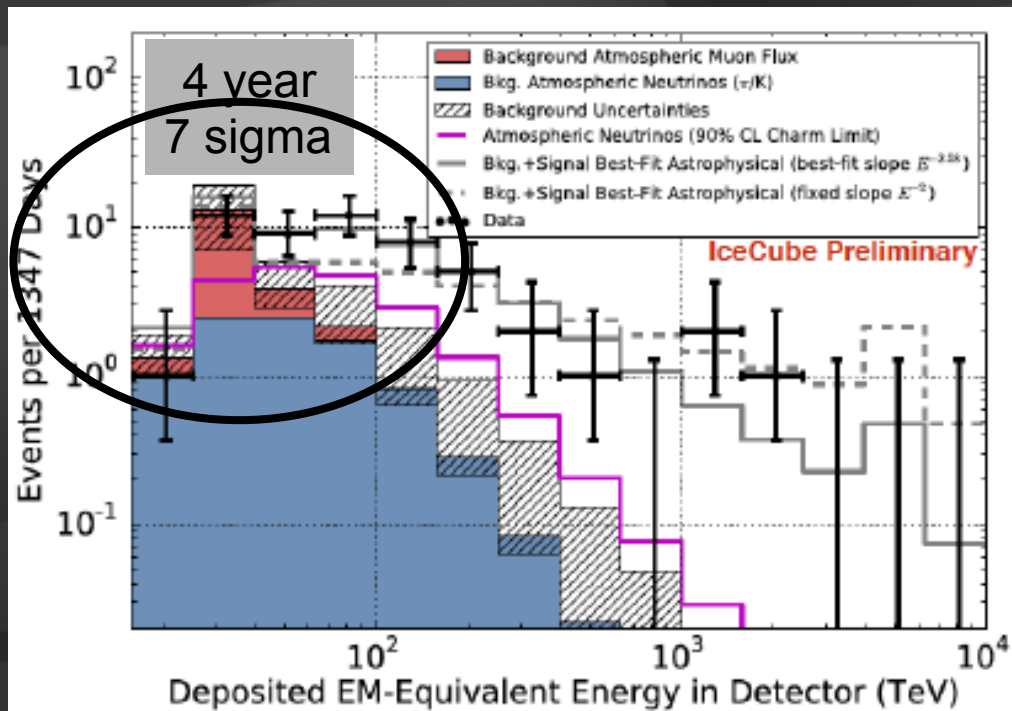 4 year
7 sigma
Background Atmospheric Muon Flux
Bkg. Atmospheric Neutrinos (π/K)
Background Uncertainties
Atmospheric Neutrinos (90% CL Charm Limit)
Bkg.+Signal Best-Fit Astrophysical (best-fit slope E^-2.58)
Bkg.+Signal Best-Fit Astrophysical (fixed slope E^-2)
Data
IceCube Preliminary
Events per 1347 Days
10^2
10^1
10^0
10^-1
10^2 10^3 10^4
Deposited EM-Equivalent Energy in Detector (TeV)